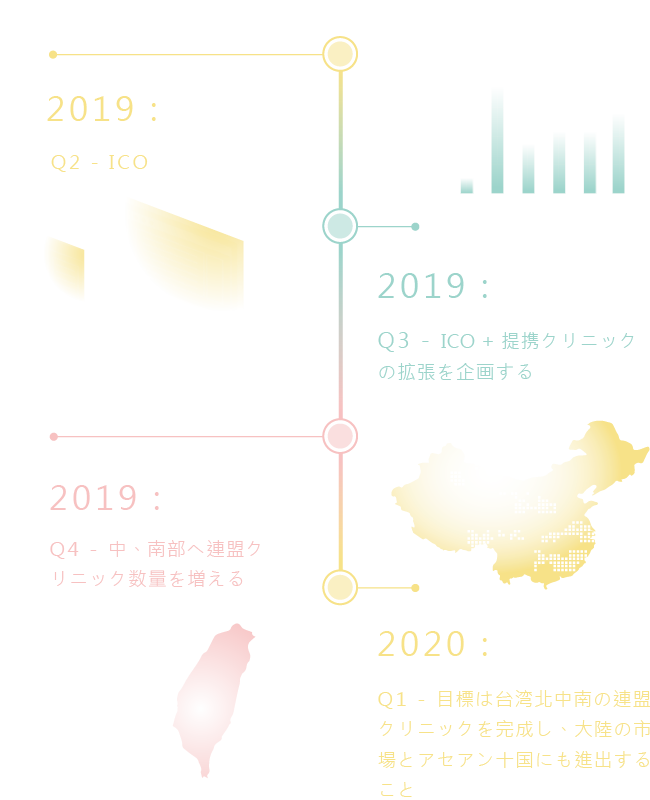 2019 :
Q2 - ICO
2019 :
Q3 - ICO + 提携クリニック
の拡張を企画する
2019 :
Q4 - 中、南部へ連盟ク
リニック数量を増える
2020 :
Q1 - 目標は台湾北中南の連盟
クリニックを完成し、大陸の市
場とアセアン十国にも進出する
こと